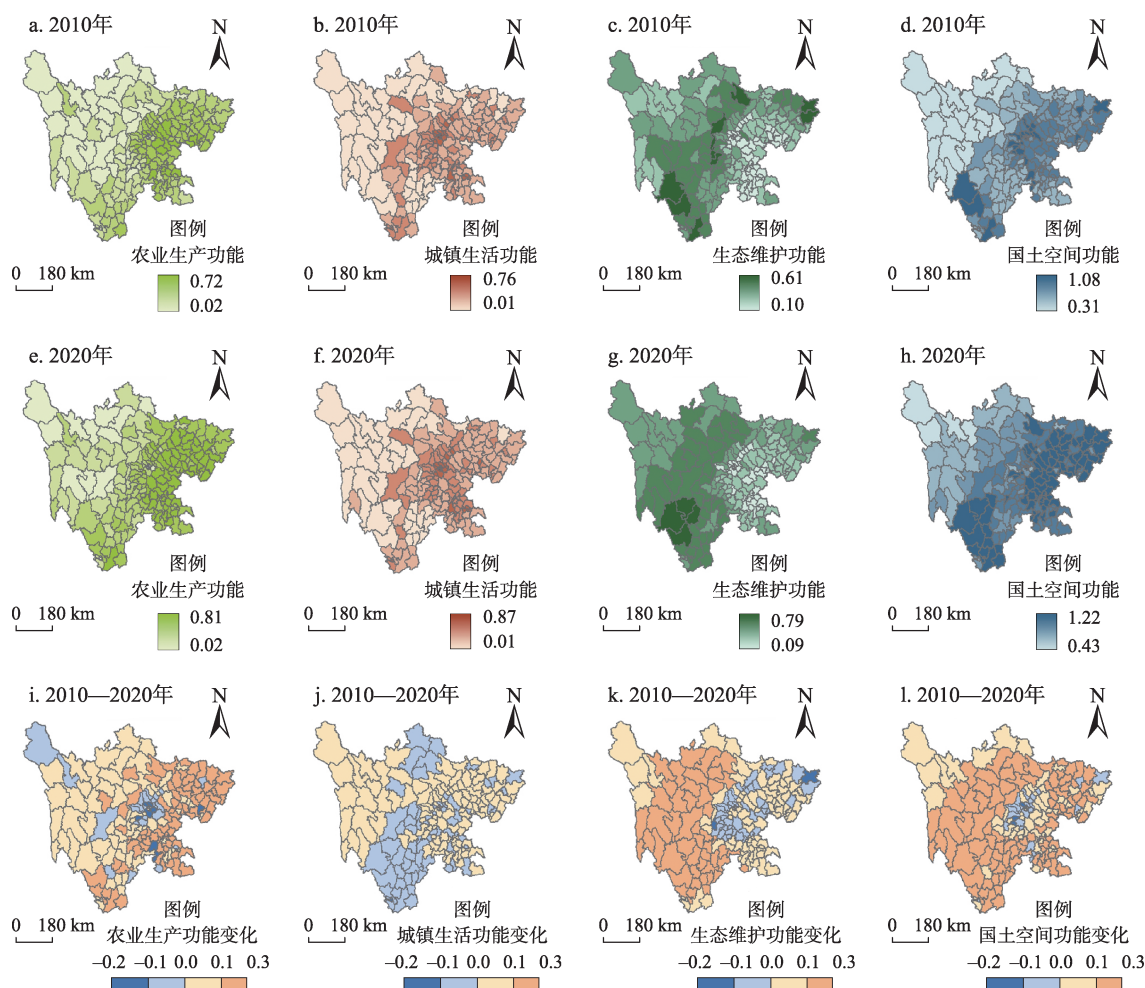 a. 2010年
N
图例
农业生产功能
0 180 km
0.72
0.02
b. 2010年
N
图例
城镇生活功能
0 180 km
0.76
0.01
c. 2010年
N
图例
生态维护功能
0 180 km
0.61
0.10
d. 2010年
N
图例
国土空间功能
0 180 km
1.08
0.31
e. 2020年
N
图例
农业生产功能
0 180 km
0.81
0.02
f. 2020年
N
图例
城镇生活功能
0 180 km
0.87
0.01
g. 2020年
N
图例
生态维护功能
0 180 km
0.79
0.09
h. 2020年
N
图例
国土空间功能
0 180 km
1.22
0.43
i. 2010—2020年
N
图例
0 180 km
农业生产功能变化
–0.2 –0.1 0.0 0.1 0.3
j. 2010—2020年
N
图例
0 180 km
城镇生活功能变化
–0.2 –0.1 0.0 0.1 0.3
k. 2010—2020年
N
图例
0 180 km
生态维护功能变化
–0.2 –0.1 0.0 0.1 0.3
l. 2010—2020年
N
图例
0 180 km
国土空间功能变化
–0.2 –0.1 0.0 0.1 0.3